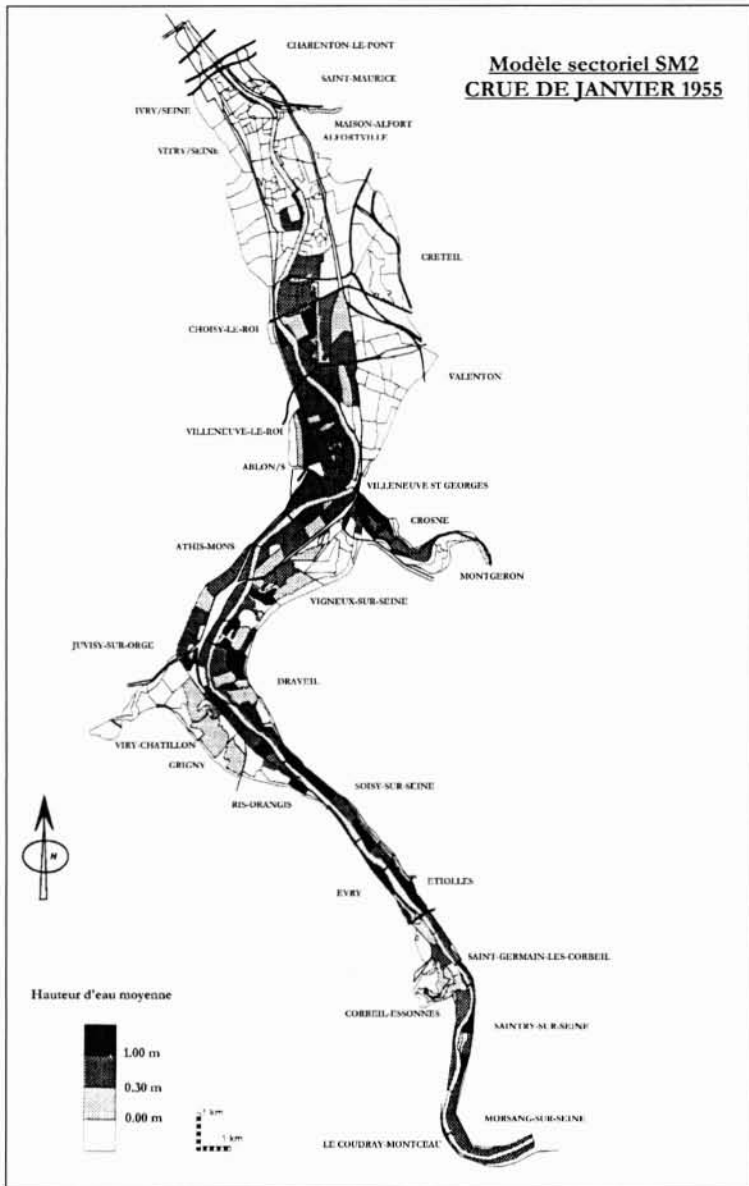 Modèle sectoriel SM2
CRUE DE JANVIER 1955
CHARENTON-LE-PONT
SAINT-MAURICE
IVRY/SEINE
MAISON-ALFORT
ALFORTVILLE
VITRY/SEINE
CRETEIL
CHOISY-LE-ROI
VALENTON
VILLENEUVE-LE-ROI
ABLON/S
VILLENEUVE ST GEORGES
CROSNE
ATHIS-MONS
MONTGERON
VIGNEUX-SUR-SEINE
JUVISY-SUR-ORGE
DRAVEIL
VIRY-CHATILLON
GRIGNY
SOISY-SUR-SEINE
RIS-ORANGIS
N
ETIOLLES
EVRY
SAINT-GERMAIN-LES-CORBEIL
Hauteur d'eau moyenne
CORBEIL-ESSONNES
SAINTRY-SUR-SEINE
1.00 m
0.30 m
0.00 m
1 km
1 km
MORSANG-SUR-SEINE
LE COUDRAY-MONTCEAU